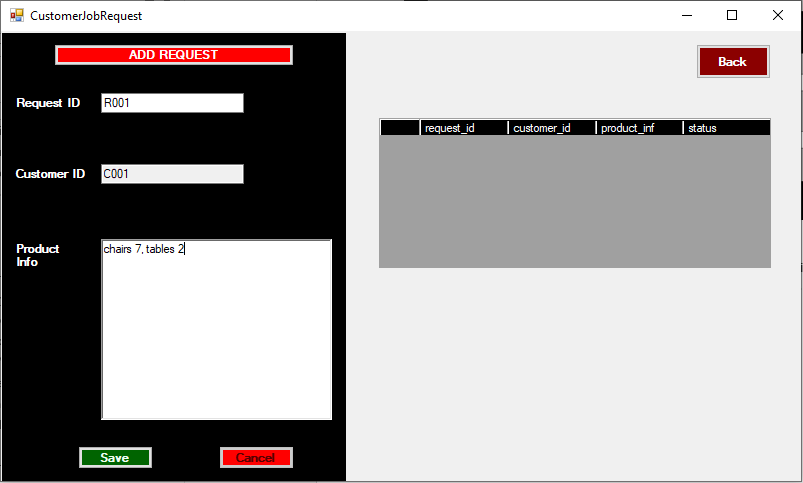 CustomerJobRequest
ADD REQUEST
Back
Request ID R001
request_id customer_id product_inf status
Customer ID C001
Product
Info
chairs 7, tables 2
Save Cancel